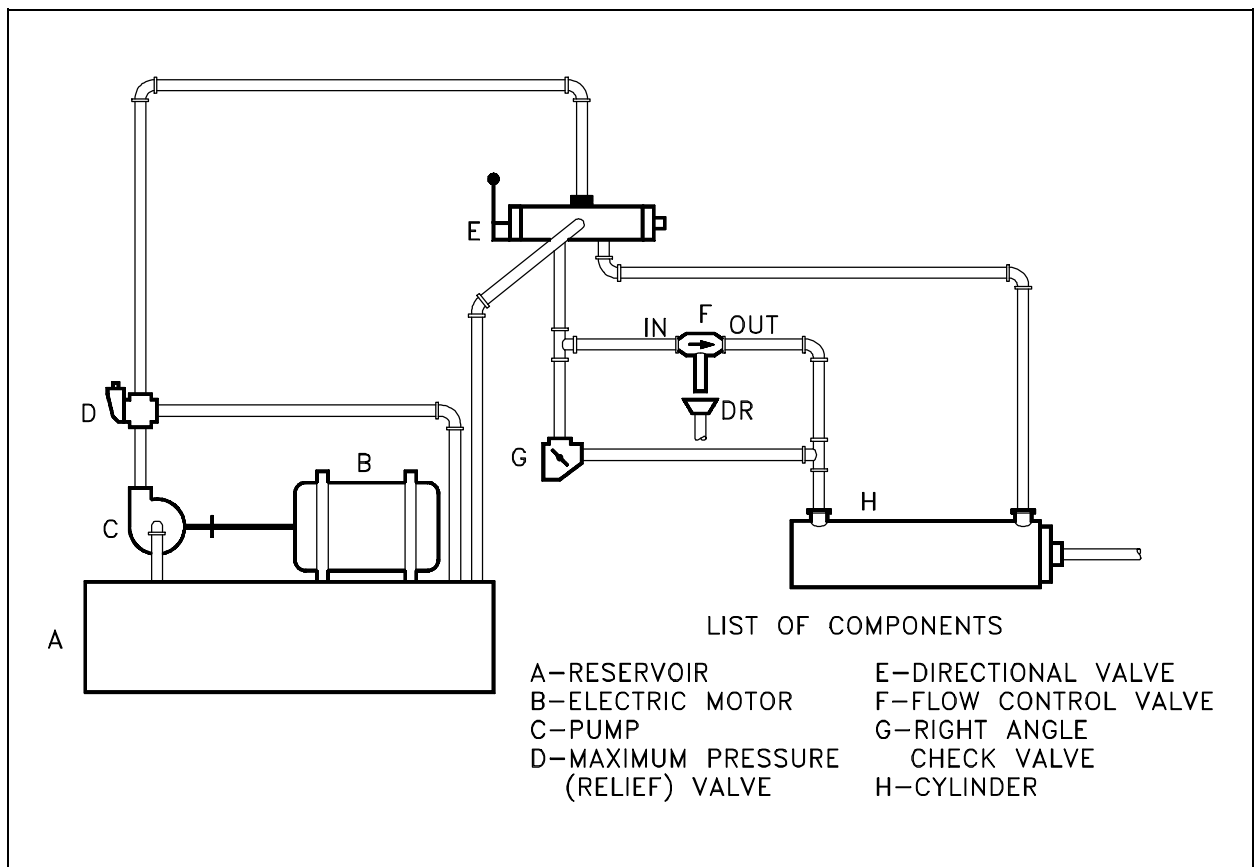 E
F
IN
OUT
D
DR
B
G
C
H
A
LIST OF COMPONENTS
A-RESERVOIR
B-ELECTRIC MOTOR
C-PUMP
D-MAXIMUM PRESSURE
(RELIEF) VALVE
E-DIRECTIONAL VALVE
F-FLOW CONTROL VALVE
G-RIGHT ANGLE
CHECK VALVE
H-CYLINDER